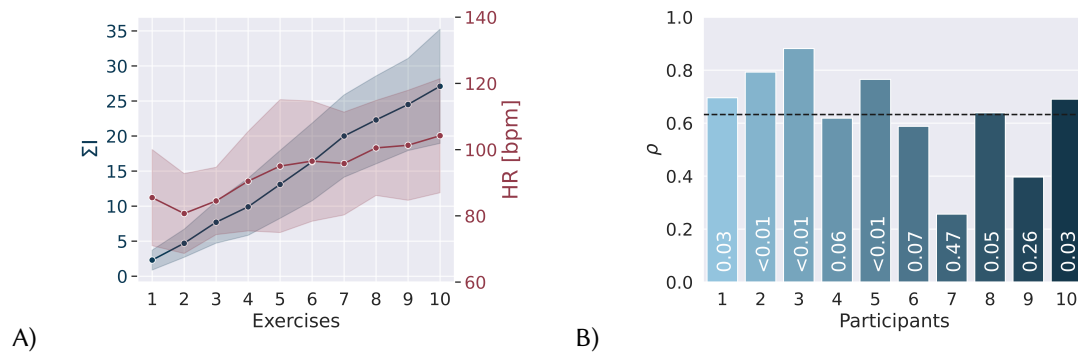 35
30
25
20
15
10
5
0
ΣI
140
120
100
80
60
HR [bpm]
1 2 3 4 5 6 7 8 9 10
Exercises
A)
1.0
0.8
0.6
0.4
0.2
0.0
ρ
0.03 <0.01 <0.01 0.06 <0.01 0.07 0.47 0.05 0.26 0.03
1 2 3 4 5 6 7 8 9 10
Participants
B)